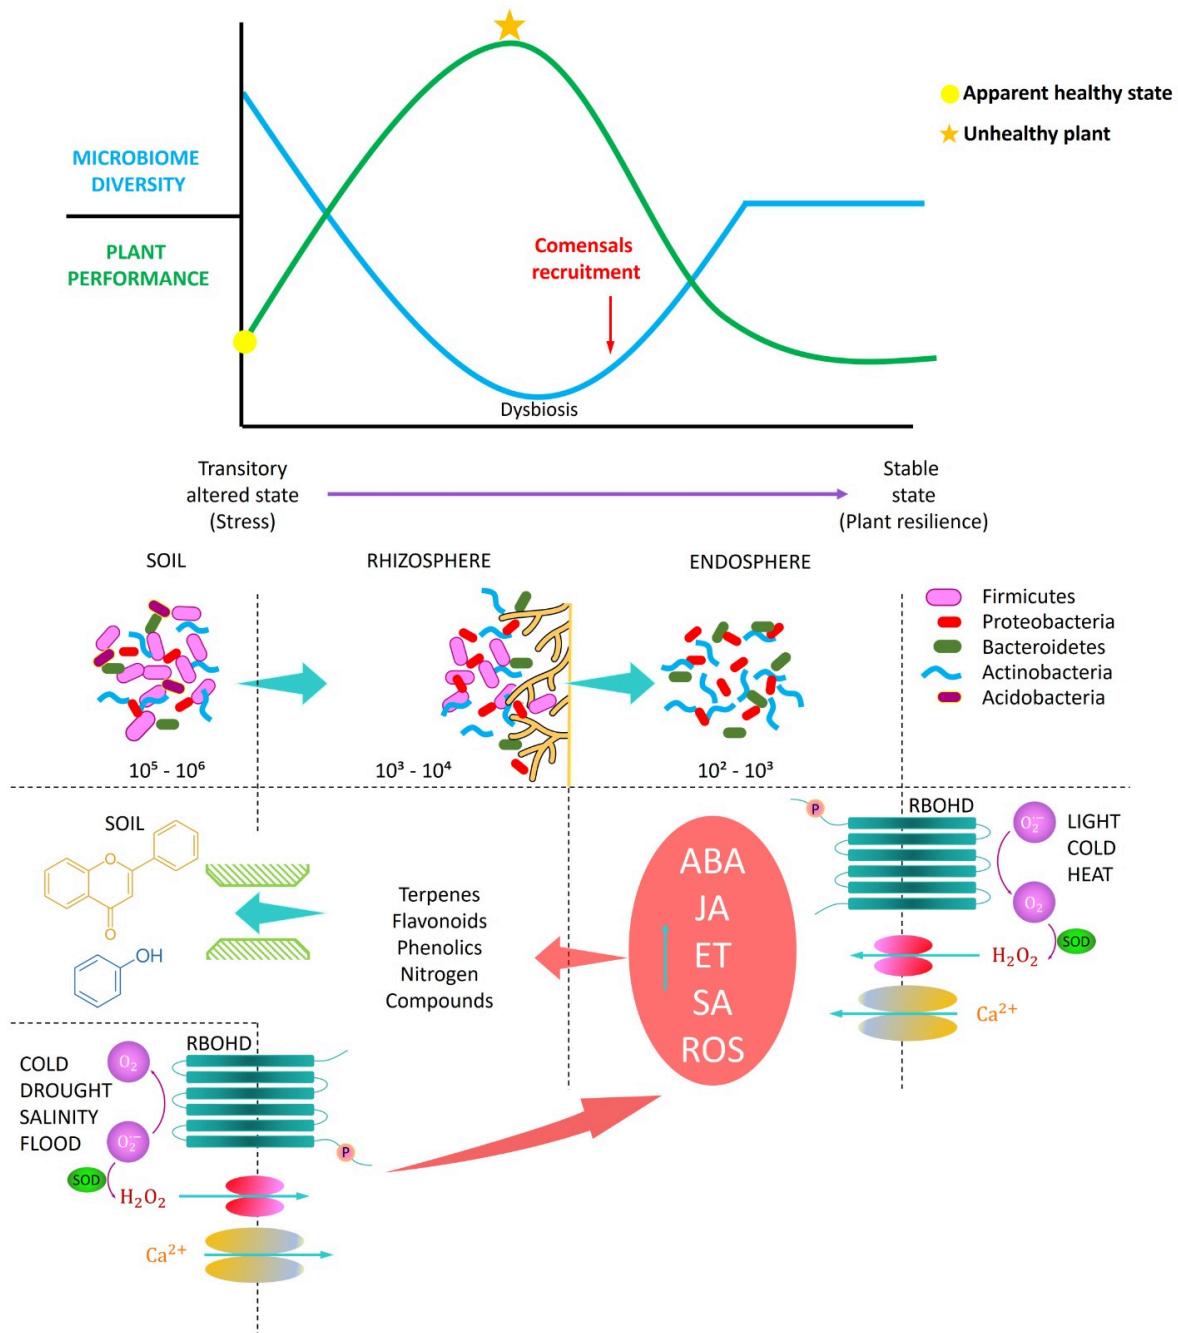 Apparent healthy state
Unhealthy plant
MICROBIOME
DIVERSITY
PLANT
PERFORMANCE
Comensals
recruitment
Dysbiosis
Transitory
altered state
(Stress)
Stable
state
(Plant resilience)
SOIL
RHIZOSPHERE
ENDOSPHERE
Firmicutes
Proteobacteria
Bacteroidetes
Actinobacteria
Acidobacteria
10⁵ - 10⁶
10³ - 10⁴
10² - 10³
SOIL
O
O
OH
Terpenes
Flavonoids
Phenolics
Nitrogen
Compounds
ABA
JA
ET
SA
ROS
P
RBOHD
O₂·−
LIGHT
COLD
HEAT
O₂
SOD
H₂O₂
Ca²⁺
RBOHD
COLD
DROUGHT
SALINITY
FLOOD
O₂
O₂·−
P
SOD
H₂O₂
Ca²⁺